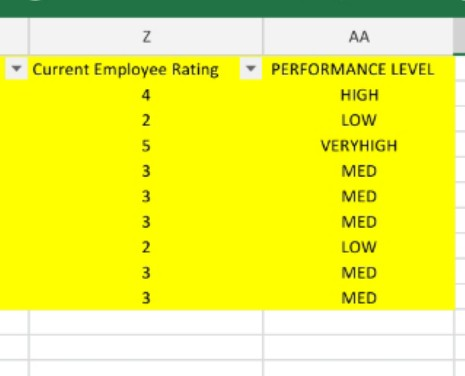 Z AA
Current Employee Rating PERFORMANCE LEVEL
4 HIGH
2 LOW
5 VERYHIGH
3 MED
3 MED
3 MED
2 LOW
3 MED
3 MED